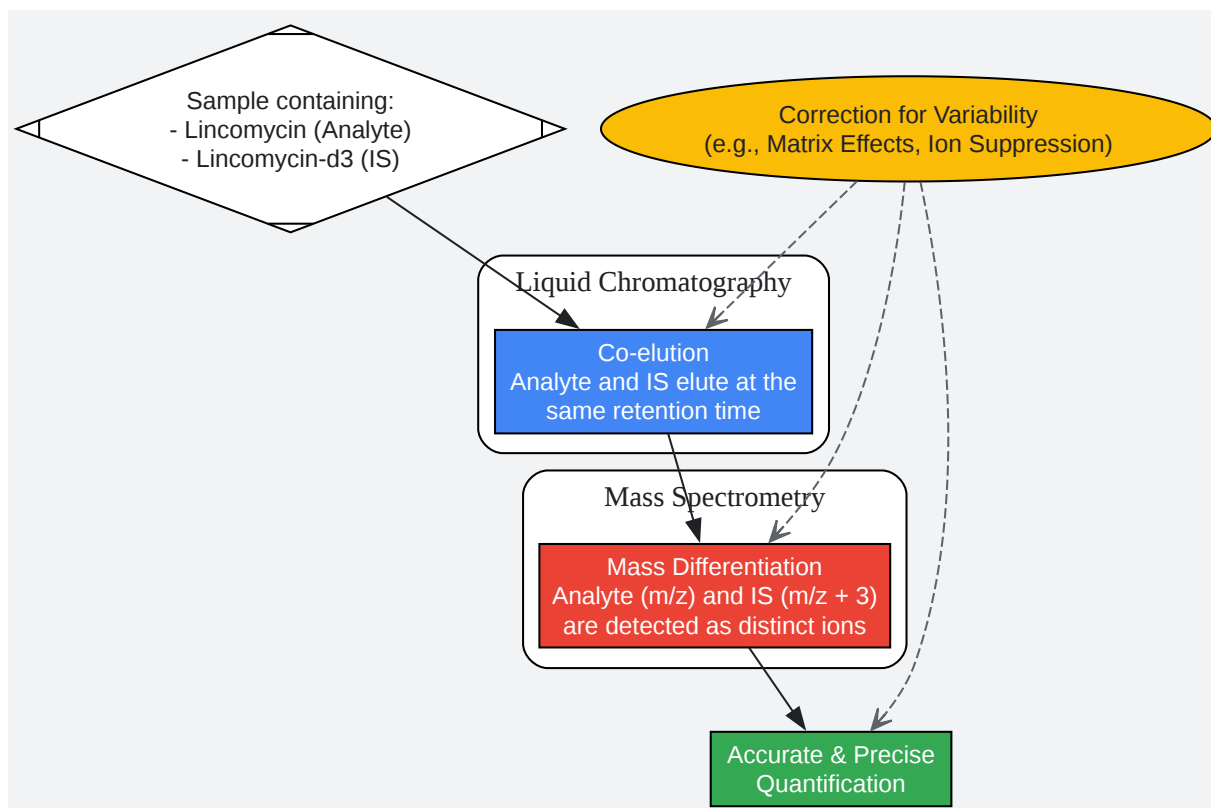 Sample containing:
- Lincomycin (Analyte)
- Lincomycin-d3 (IS)
Correction for Variability
(e.g., Matrix Effects, Ion Suppression)
Liquid Chromatography
Co-elution
Analyte and IS elute at the
same retention time
Mass Spectrometry
Mass Differentiation
Analyte (m/z) and IS (m/z + 3)
are detected as distinct ions
Accurate & Precise
Quantification